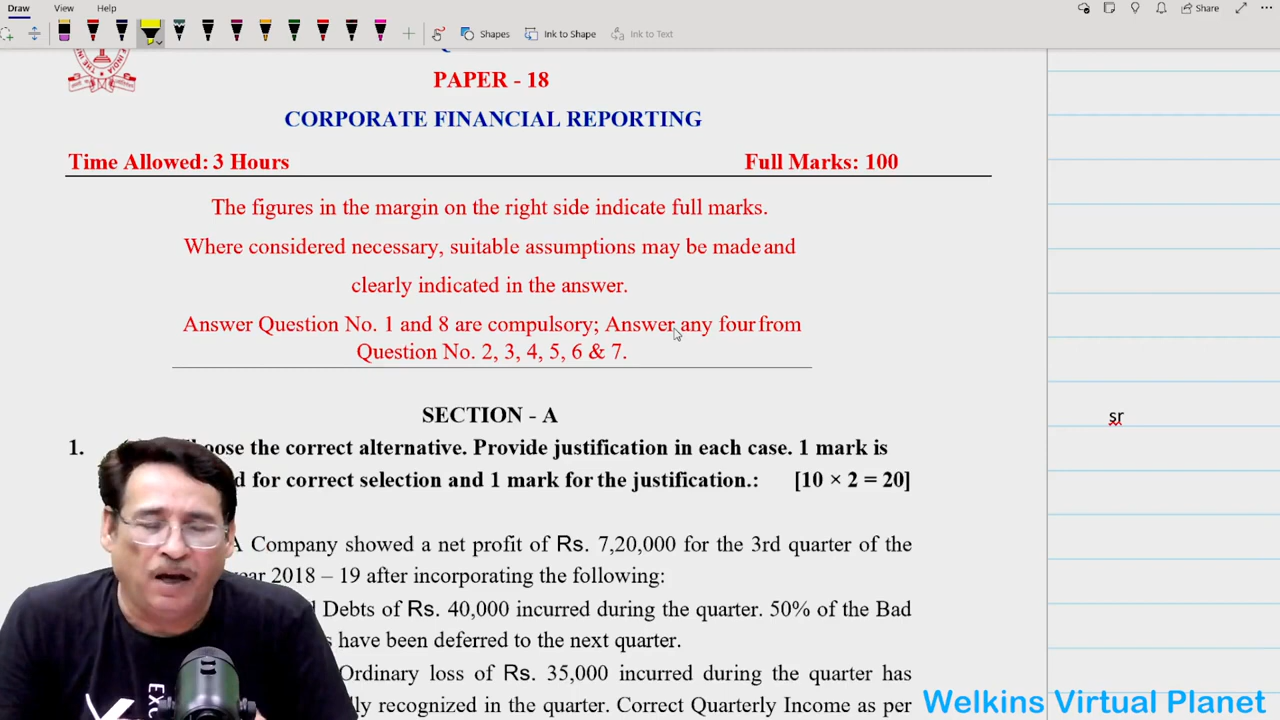 Draw View Help
Share
Shapes Ink to Shape Ink to Text
PAPER - 18
CORPORATE FINANCIAL REPORTING
Time Allowed: 3 Hours Full Marks: 100
The figures in the margin on the right side indicate full marks.
Where considered necessary, suitable assumptions may be made and
clearly indicated in the answer.
Answer Question No. 1 and 8 are compulsory; Answer any four from
Question No. 2, 3, 4, 5, 6 & 7.
sr
SECTION - A
1. the correct alternative. Provide justification in each case. 1 mark is
for correct selection and 1 mark for the justification.: [10 × 2 = 20]
A Company showed a net profit of Rs. 7,20,000 for the 3rd quarter of the
2018 – 19 after incorporating the following:
Debts of Rs. 40,000 incurred during the quarter. 50% of the Bad
have been deferred to the next quarter.
Ordinary loss of Rs. 35,000 incurred during the quarter has
recognized in the quarter. Correct Quarterly Income as per
EXC
Welkins Virtual Planet